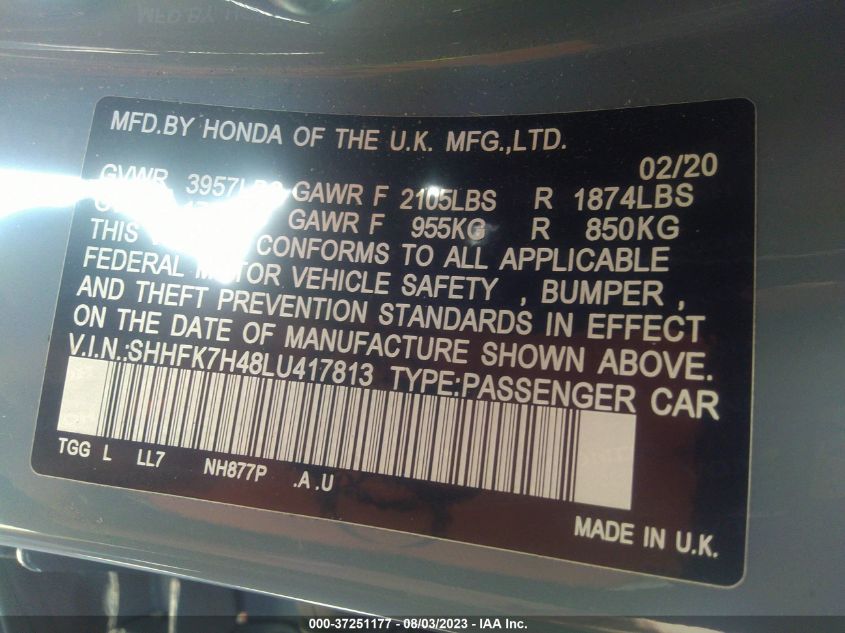 MFD.BY HONDA OF THE U.K. MFG.,LTD.
02/20
GVWR 3957LBS GAWR F 2105LBS R 1874LBS
GAWR F 955KG R 850KG
THIS CONFORMS TO ALL APPLICABLE
FEDERAL MOTOR VEHICLE SAFETY , BUMPER ,
AND THEFT PREVENTION STANDARDS IN EFFECT
ON THE DATE OF MANUFACTURE SHOWN ABOVE.
V.I.N.:SHHFK7H48LU417813 TYPE:PASSENGER CAR
TGG L LL7 NH877P .A .U
MADE IN U.K.
000-37251177 - 08/03/2023 - IAA Inc.